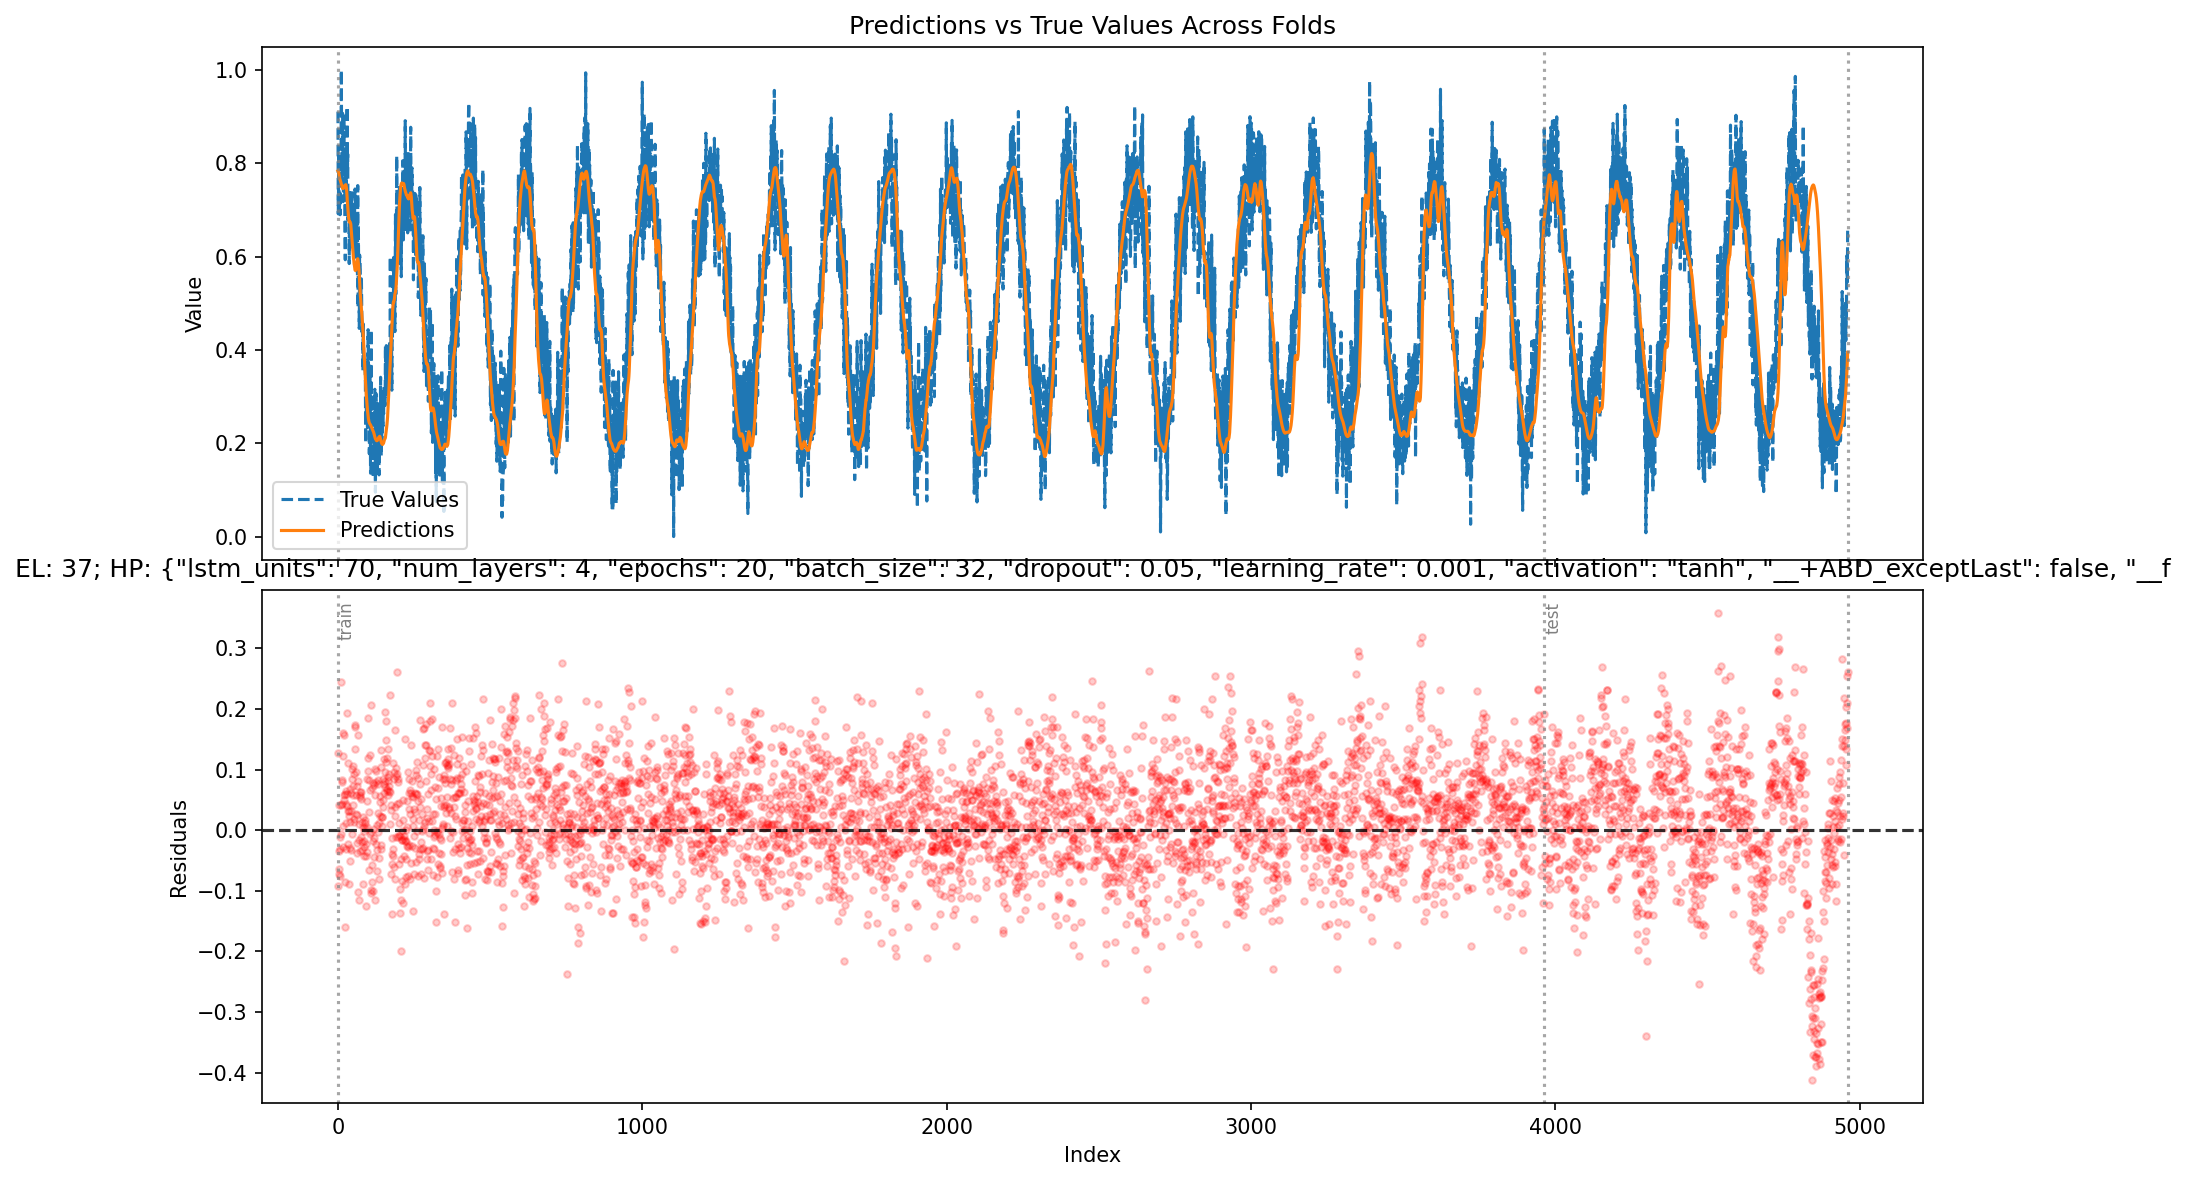 Predictions vs True Values Across Folds
Value
1.0
0.8
0.6
0.4
0.2
0.0
True Values
Predictions
EL: 37; HP: {"lstm_units": 70, "num_layers": 4, "epochs": 20, "batch_size": 32, "dropout": 0.05, "learning_rate": 0.001, "activation": "tanh", "__+ABD_exceptLast": false, "__f
train
test
Residuals
0.3
0.2
0.1
0.0
−0.1
−0.2
−0.3
−0.4
0 1000 2000 3000 4000 5000
Index